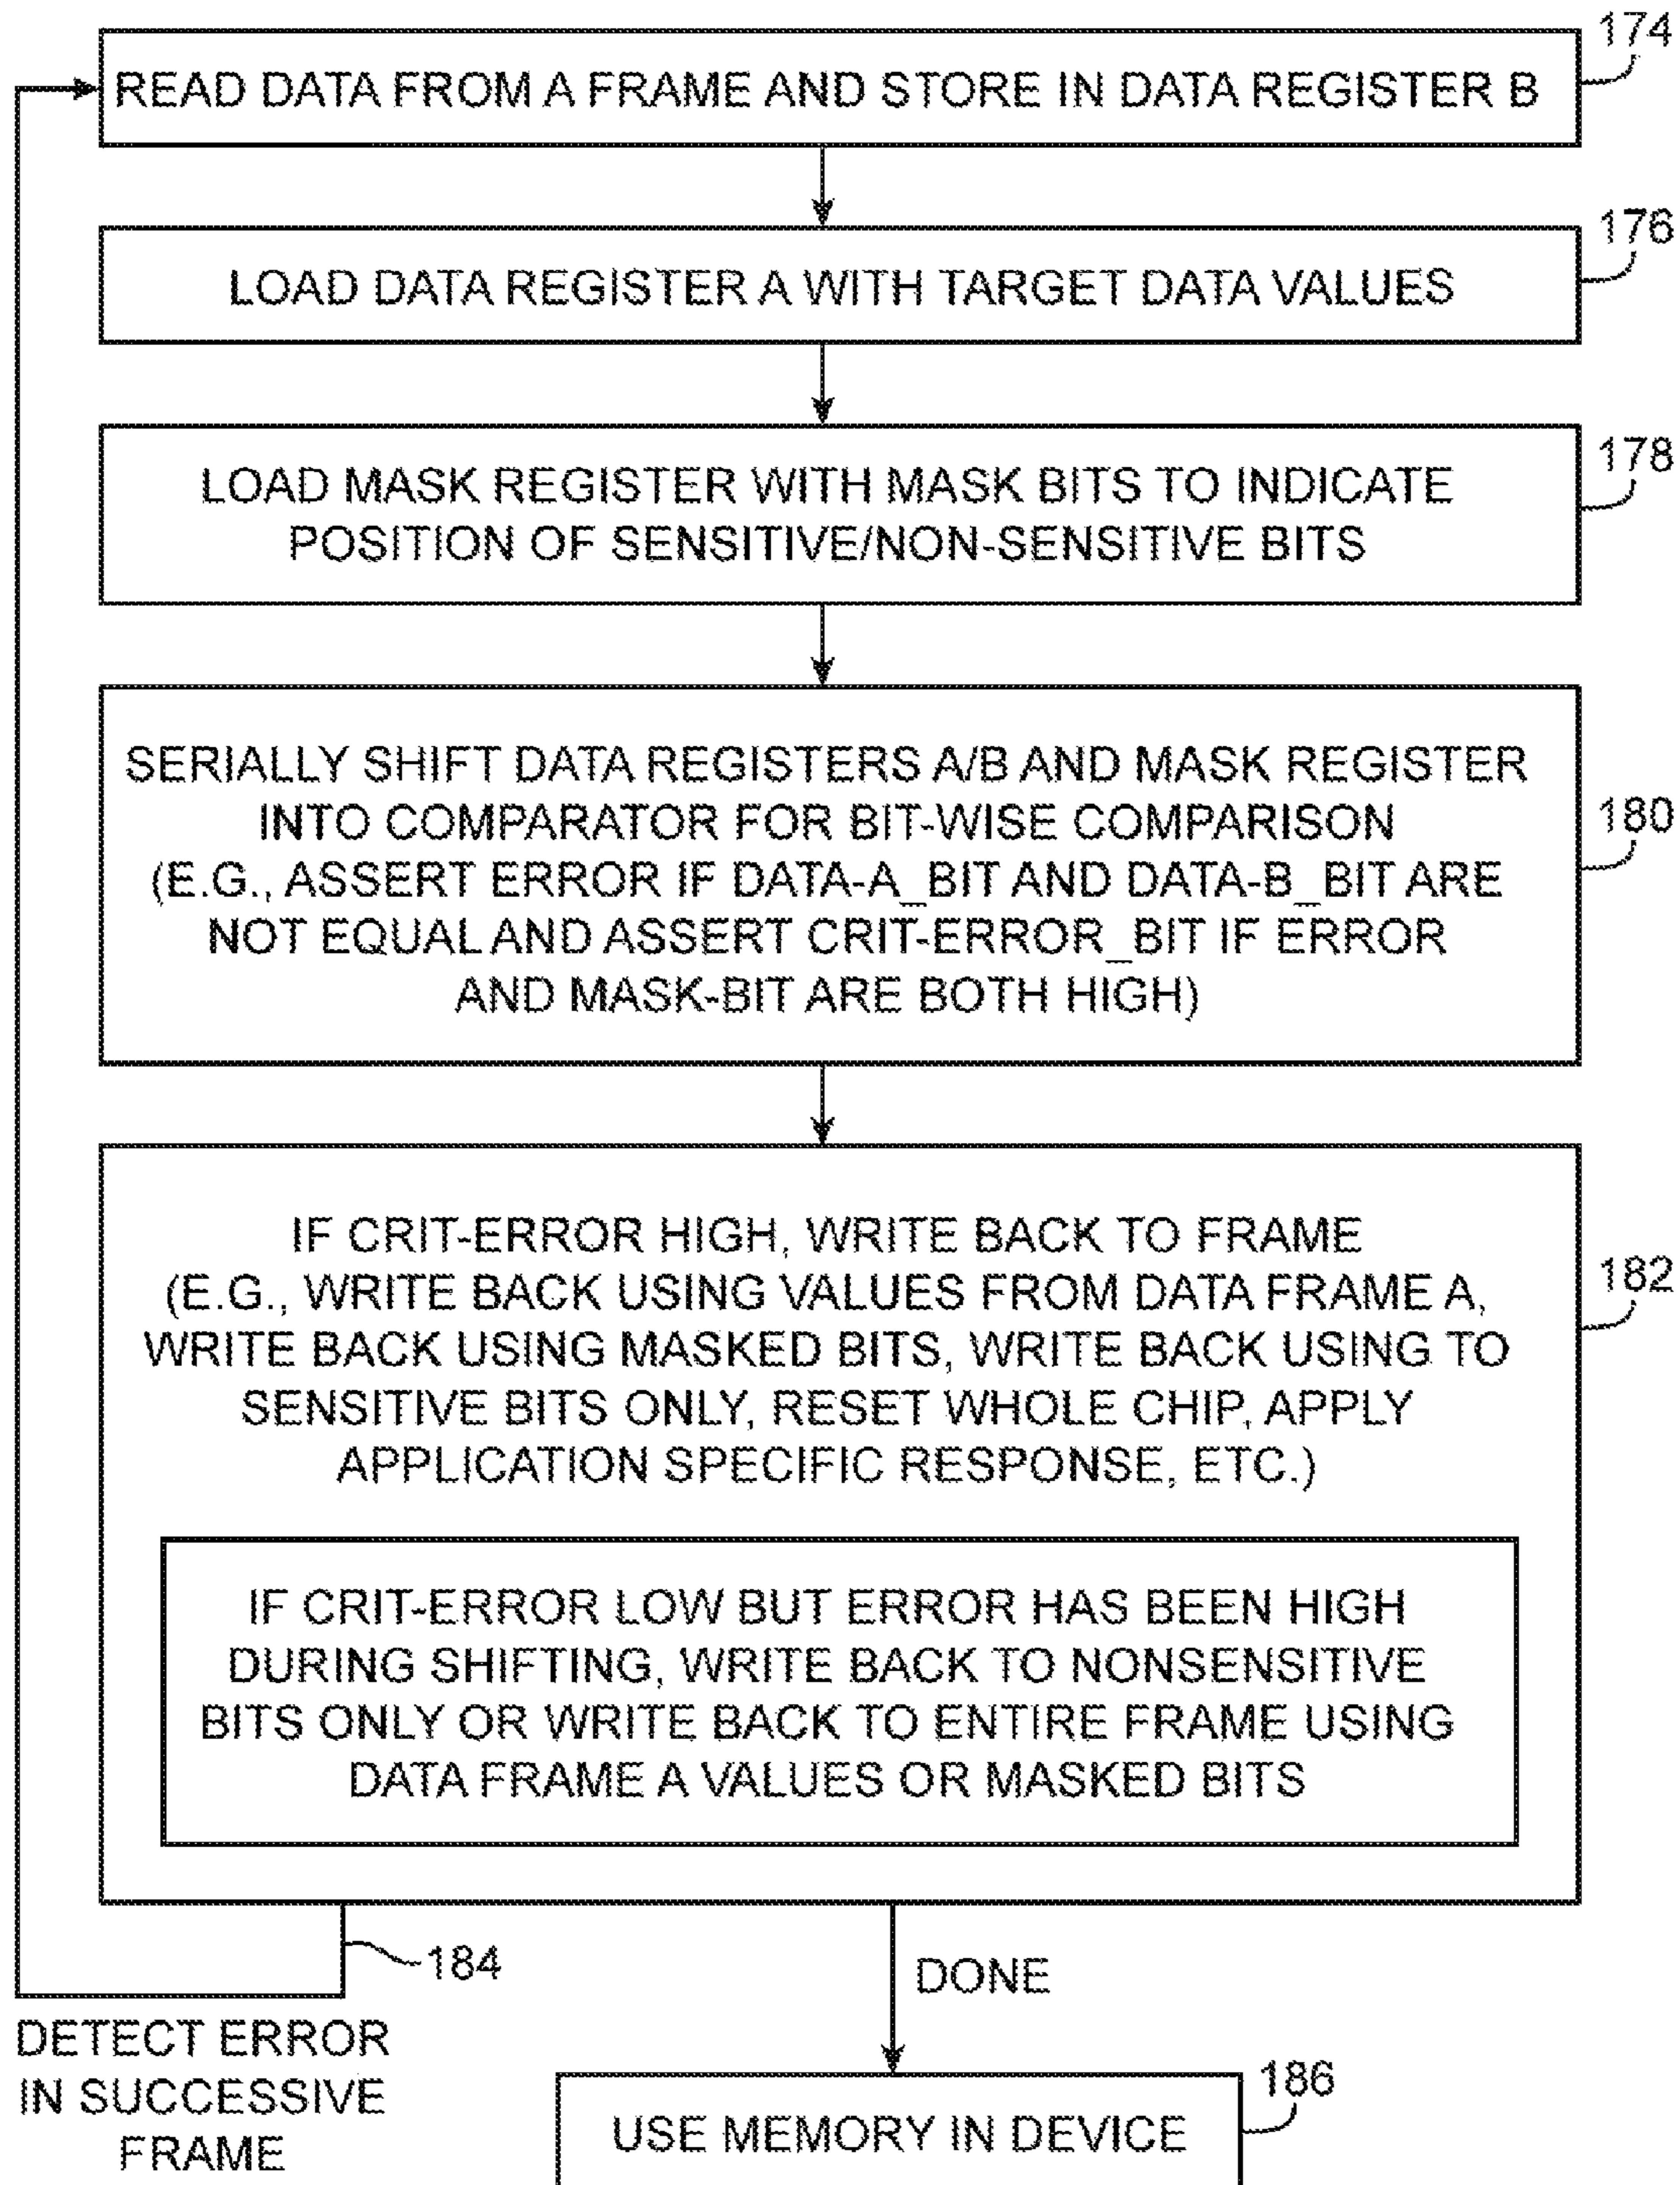 174
READ DATA FROM A FRAME AND STORE IN DATA REGISTER B
176
LOAD DATA REGISTER A WITH TARGET DATA VALUES
178
LOAD MASK REGISTER WITH MASK BITS TO INDICATE
POSITION OF SENSITIVE/NON-SENSITIVE BITS
SERIALLY SHIFT DATA REGISTERS A/B AND MASK REGISTER
INTO COMPARATOR FOR BIT-WISE COMPARISON
180
(E.G., ASSERT ERROR IF DATA-A_BIT AND DATA-B_BIT ARE
NOT EQUAL AND ASSERT CRIT-ERROR_BIT IF ERROR
AND MASK-BIT ARE BOTH HIGH)
IF CRIT-ERROR HIGH, WRITE BACK TO FRAME
182
(E.G., WRITE BACK USING VALUES FROM DATA FRAME A,
WRITE BACK USING MASKED BITS, WRITE BACK USING TO
SENSITIVE BITS ONLY, RESET WHOLE CHIP, APPLY
APPLICATION SPECIFIC RESPONSE, ETC.)
IF CRIT-ERROR LOW BUT ERROR HAS BEEN HIGH
DURING SHIFTING, WRITE BACK TO NONSENSITIVE
BITS ONLY OR WRITE BACK TO ENTIRE FRAME USING
DATA FRAME A VALUES OR MASKED BITS
184
DONE
DETECT ERROR
IN SUCCESSIVE
FRAME
186
USE MEMORY IN DEVICE